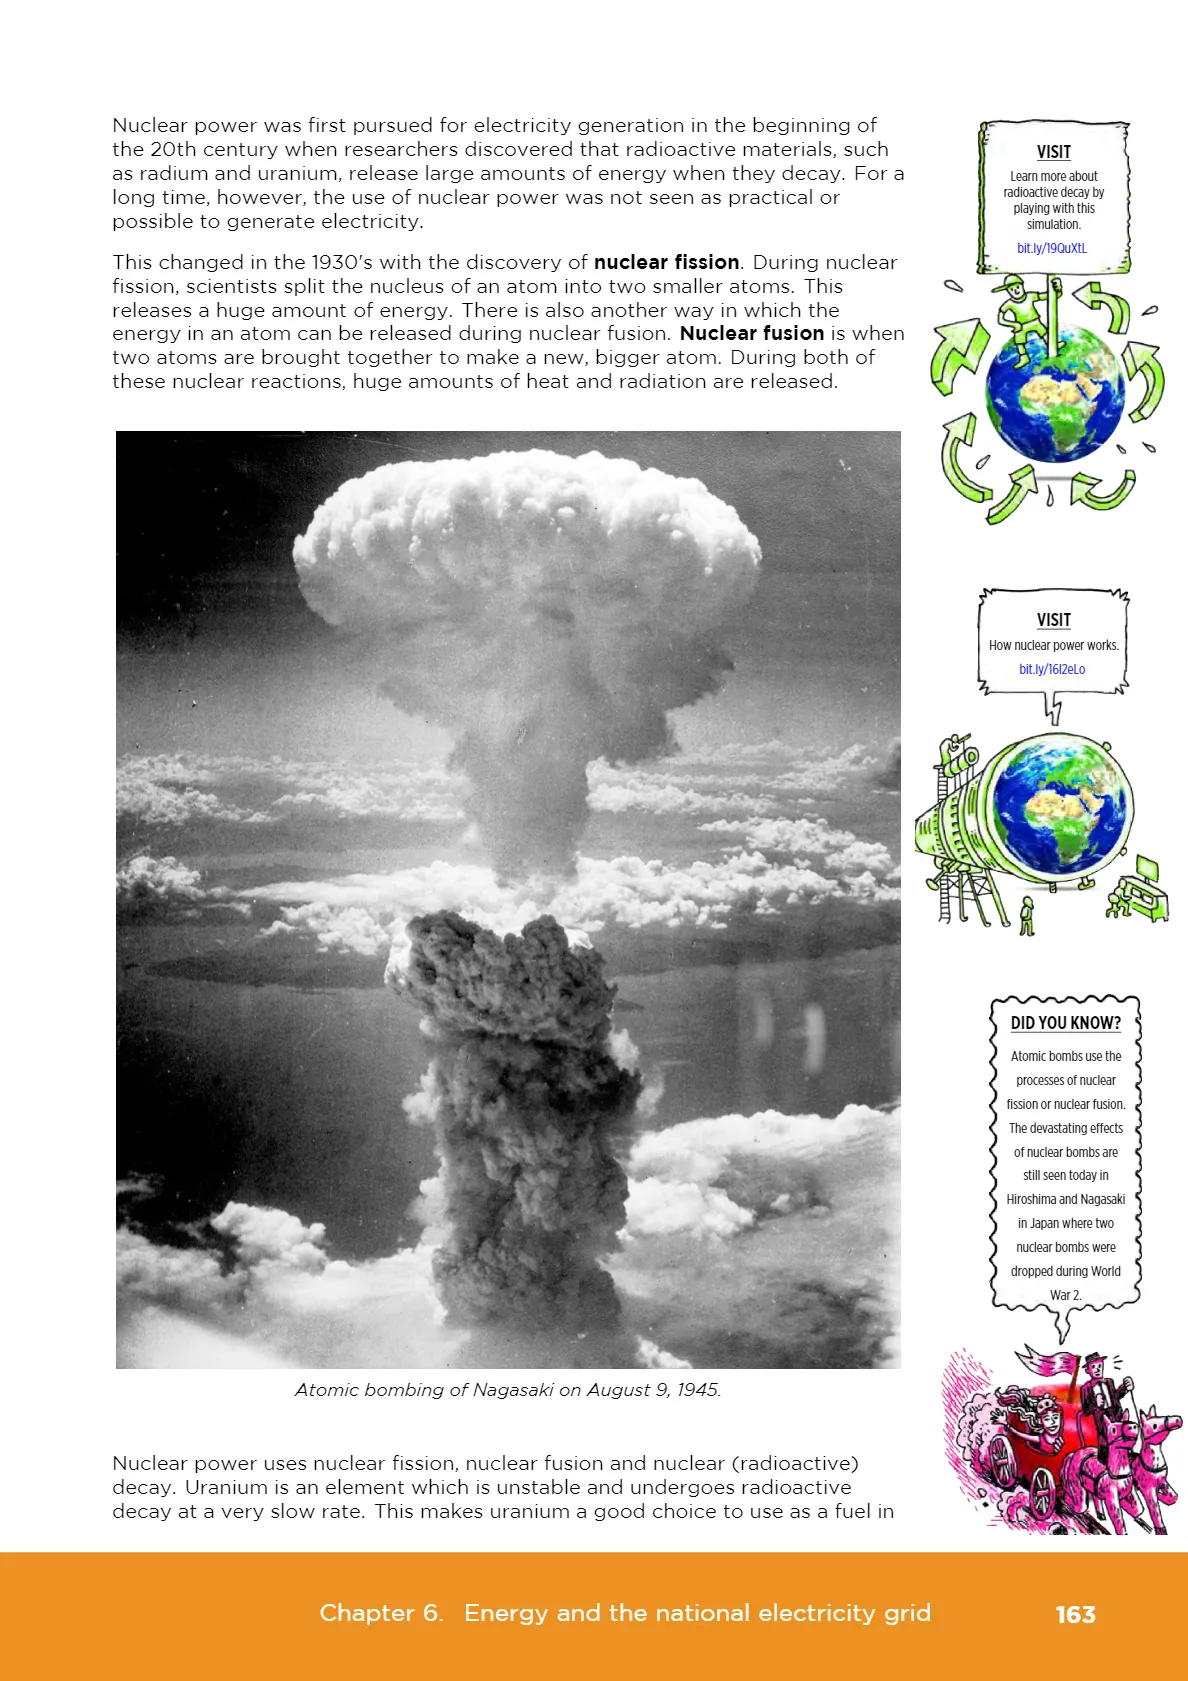 Nuclear power was first pursued for electricity generation in the beginning of
the 20th century when researchers discovered that radioactive materials, such
as radium and uranium, release large amounts of energy when they decay. For a
long time, however, the use of nuclear power was not seen as practical or
possible to generate electricity.
This changed in the 1930's with the discovery of nuclear fission. During nuclear
fission, scientists split the nucleus of an atom into two smaller atoms. This
releases a huge amount of energy. There is also another way in which the
energy in an atom can be released during nuclear fusion. Nuclear fusion is when
two atoms are brought together to make a new, bigger atom. During both of
these nuclear reactions, huge amounts of heat and radiation are released.
Atomic bombing of Nagasaki on August 9, 1945.
Nuclear power uses nuclear fission, nuclear fusion and nuclear (radioactive)
decay. Uranium is an element which is unstable and undergoes radioactive
decay at a very slow rate. This makes uranium a good choice to use as a fuel in
VISIT
Learn more about
radioactive decay by
playing with this
simulation.
bit.ly/19QuXtL
VISIT
How nuclear power works.
bit.ly/16I2eLo
DID YOU KNOW?
Atomic bombs use the
processes of nuclear
fission or nuclear fusion.
The devastating effects
of nuclear bombs are
still seen today in
Hiroshima and Nagasaki
in Japan where two
nuclear bombs were
dropped during World
War 2.
Chapter 6. Energy and the national electricity grid
163